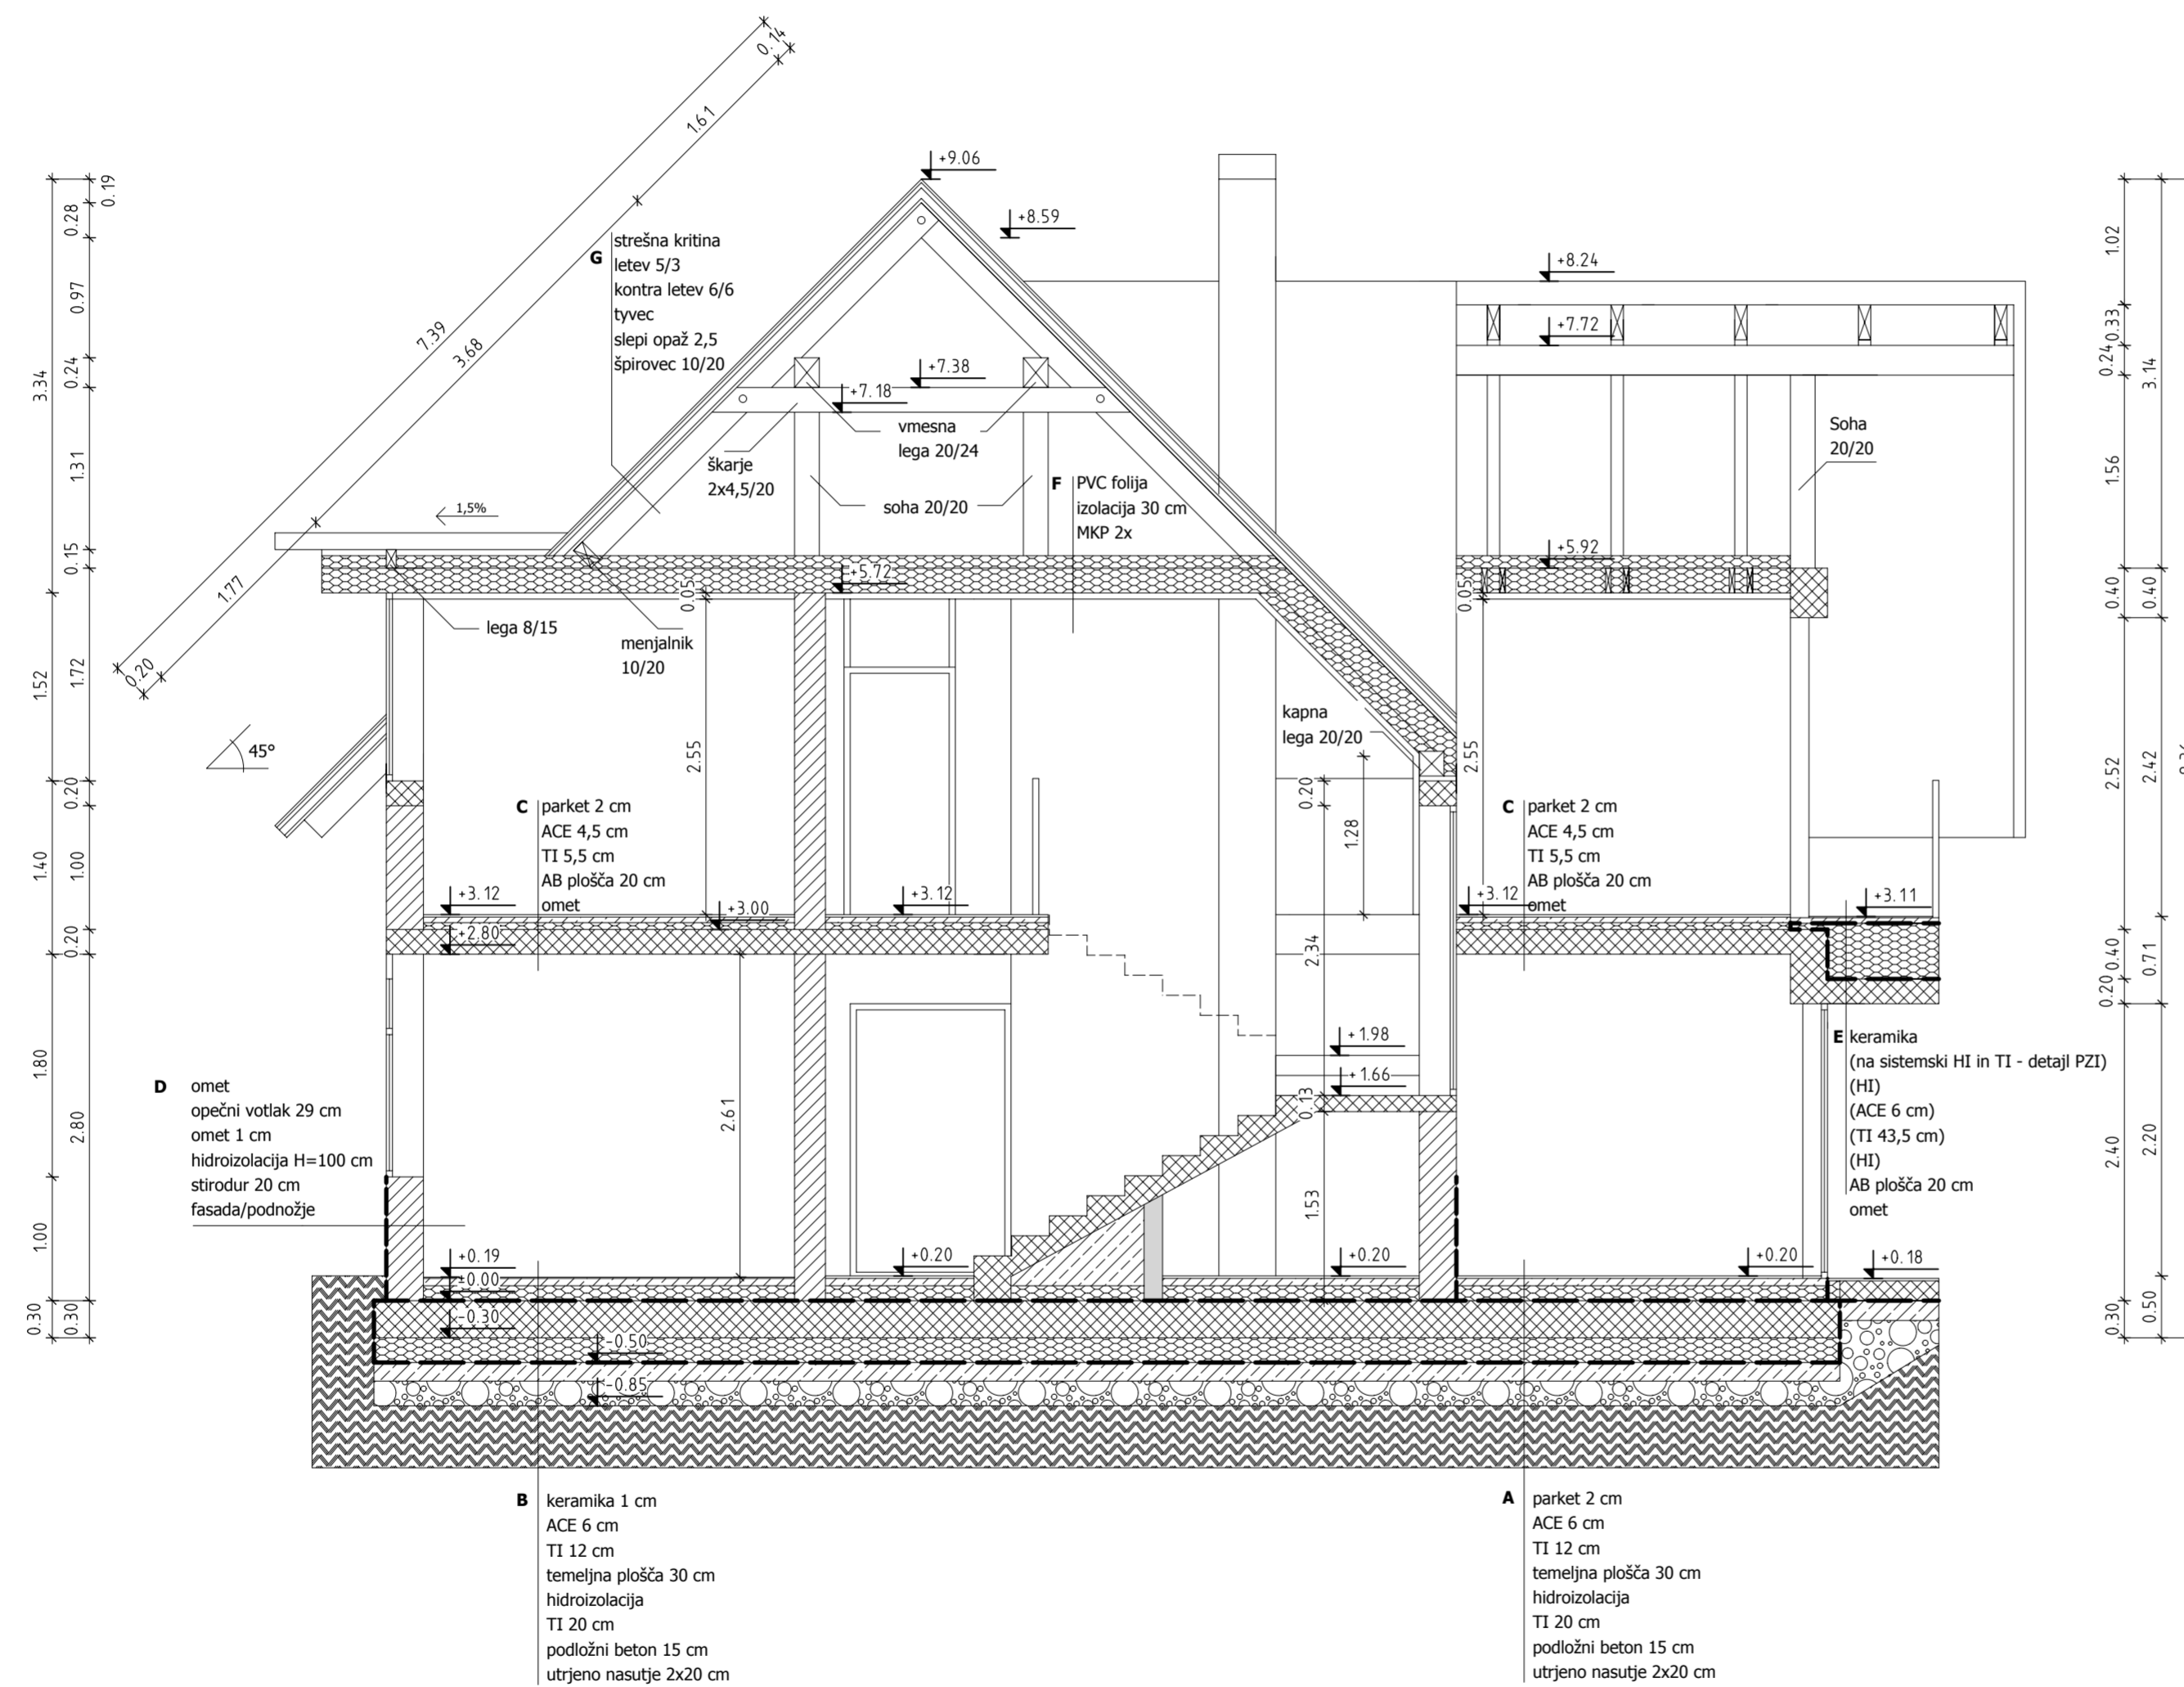 0.14
1.61
7.39
3.68
1.77
0.20
+9.06
+8.59
+8.24
+7.72
+7.38
+7.18
+5.92
+5.72
G
strešna kritina
letev 5/3
kontra letev 6/6
tyvec
slepi opaž 2,5
špirovec 10/20
škarje
2x4,5/20
vmesna
lega 20/24
soha 20/20
F
PVC folija
izolacija 30 cm
MKP 2x
Soha
20/20
1,5%
lega 8/15
menjalnik
10/20
kapna
lega 20/20
45°
0.05
2.55
0.05
2.55
0.20
1.28
2.34
0.13
1.53
2.61
C
parket 2 cm
ACE 4,5 cm
TI 5,5 cm
AB plošča 20 cm
omet
C
parket 2 cm
ACE 4,5 cm
TI 5,5 cm
AB plošča 20 cm
omet
+3.12
+3.00
+3.12
+3.12
+3.11
+2.80
+1.98
+1.66
D
omet
opečni votlak 29 cm
omet 1 cm
hidroizolacija H=100 cm
stirodur 20 cm
fasada/podnožje
E
keramika
(na sistemski HI in TI - detajl PZI)
(HI)
(ACE 6 cm)
(TI 43,5 cm)
(HI)
AB plošča 20 cm
omet
+0.19
±0.00
-0.30
-0.50
-0.85
+0.20
+0.20
+0.20
+0.18
B
keramika 1 cm
ACE 6 cm
TI 12 cm
temeljna plošča 30 cm
hidroizolacija
TI 20 cm
podložni beton 15 cm
utrjeno nasutje 2x20 cm
A
parket 2 cm
ACE 6 cm
TI 12 cm
temeljna plošča 30 cm
hidroizolacija
TI 20 cm
podložni beton 15 cm
utrjeno nasutje 2x20 cm
3.34
1.52
1.40
0.20
1.80
1.00
0.30
0.19
0.28
0.97
0.24
1.31
0.15
1.72
0.20
1.00
2.80
0.30
1.02
0.33
0.24
1.56
0.40
2.52
0.40
0.20
2.40
0.30
3.14
0.40
2.42
0.71
2.20
0.50